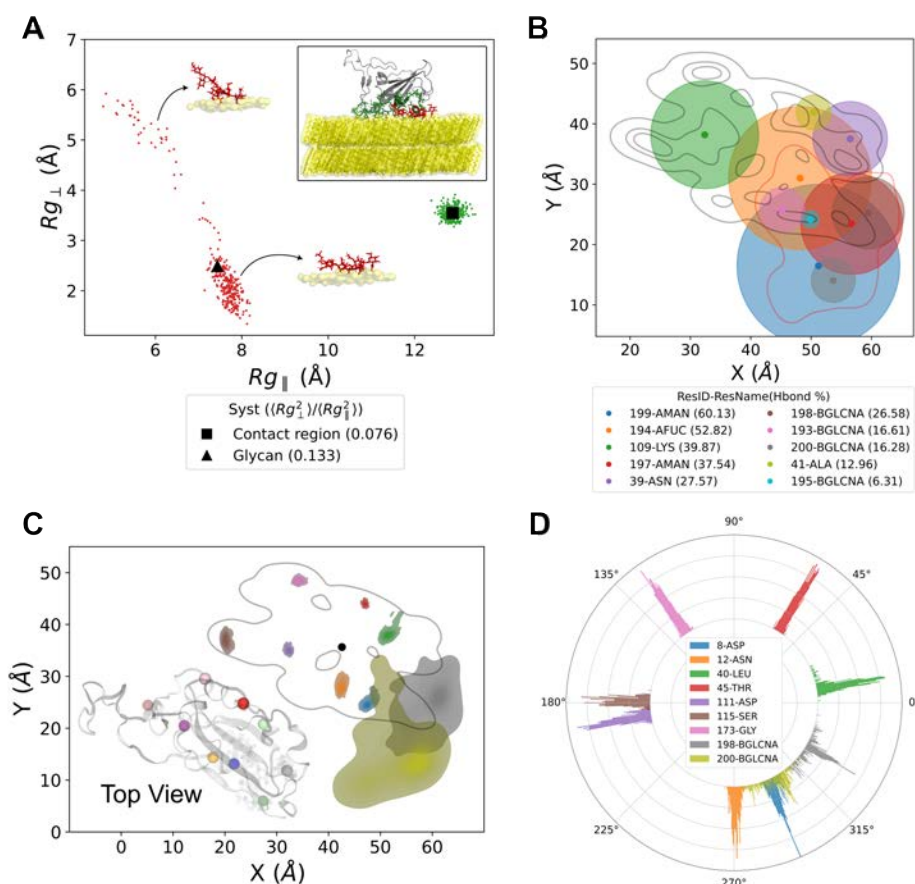 A
7
6
5
4
3
2
Rg⊥ (Å)
6
8
10
12
Rg∥ (Å)
Syst (⟨Rg²⊥⟩/⟨Rg²∥⟩)
Contact region (0.076)
Glycan (0.133)
B
50
40
30
20
10
Y (Å)
20
30
40
50
60
X (Å)
ResID-ResName(Hbond %)
199-AMAN (60.13)
194-AFUC (52.82)
109-LYS (39.87)
197-AMAN (37.54)
39-ASN (27.57)
198-BGLCNA (26.58)
193-BGLCNA (16.61)
200-BGLCNA (16.28)
41-ALA (12.96)
195-BGLCNA (6.31)
C
50
40
30
20
10
0
Y (Å)
Top View
0
10
20
30
40
50
60
X (Å)
D
90°
135°
45°
180°
0
225°
315°
270°
8-ASP
12-ASN
40-LEU
45-THR
111-ASP
115-SER
173-GLY
198-BGLCNA
200-BGLCNA